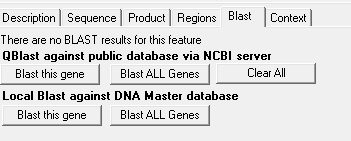 Description Sequence Product Regions Blast Context
There are no BLAST results for this feature
QBlast against public database via NCBI server
Blast this gene Blast ALL Genes Clear All
Local Blast against DNA Master database
Blast this gene Blast ALL Genes